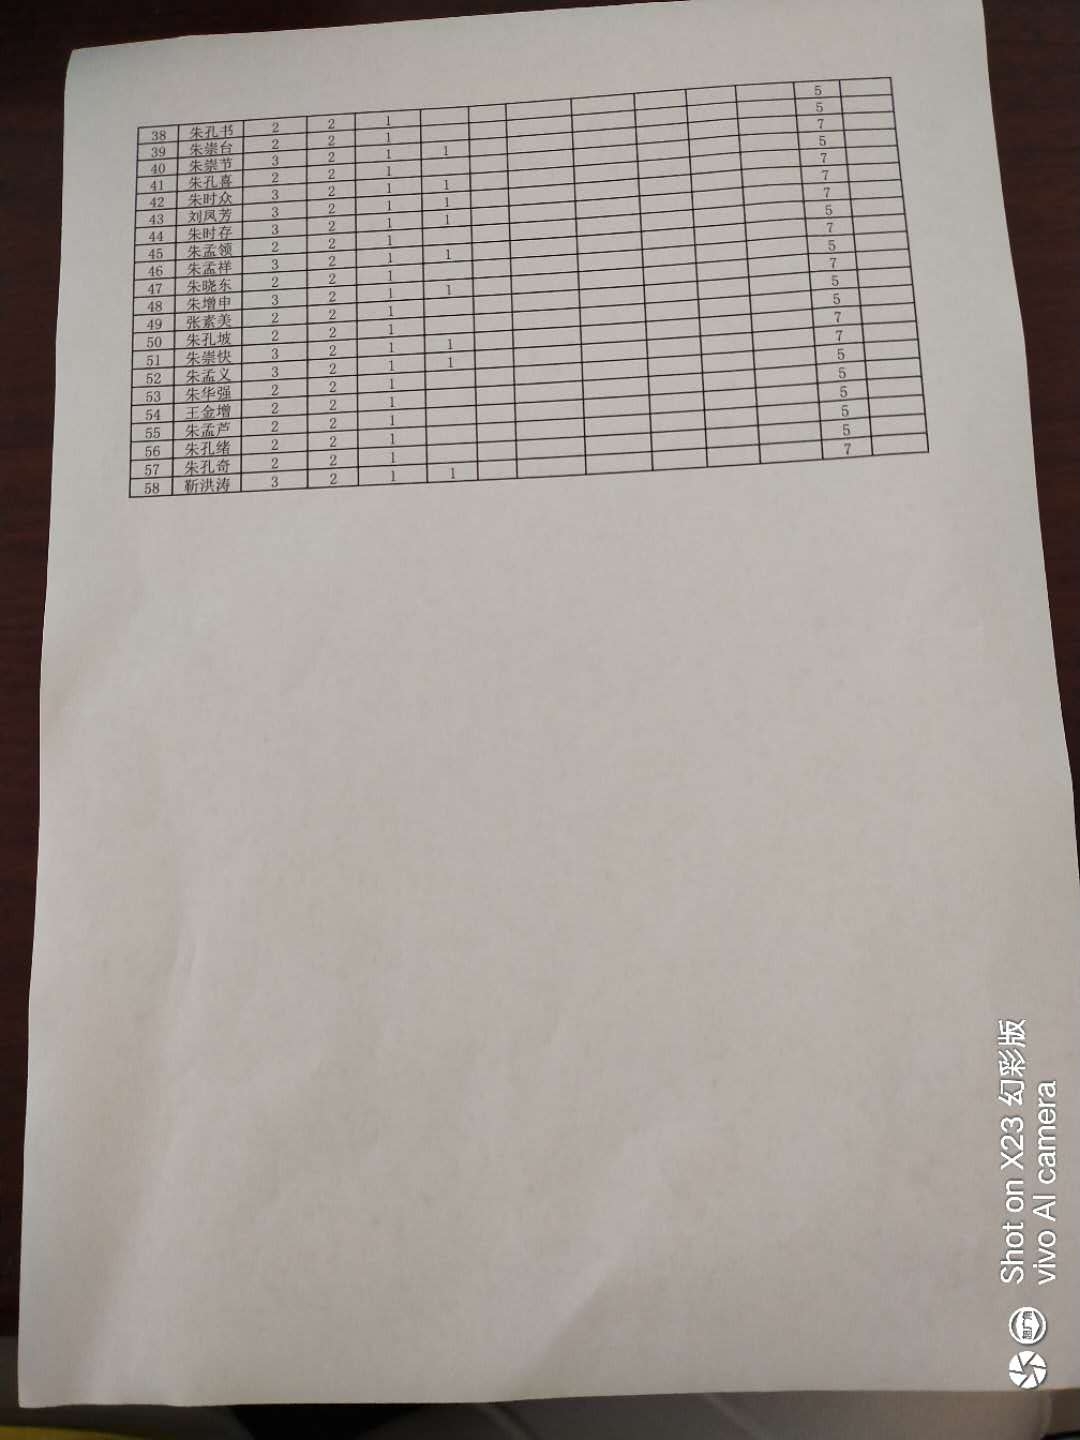 38 朱孔书 2 2 1 5
39 朱崇台 2 2 1 5
40 朱崇节 3 2 1 1 7
41 朱孔喜 2 2 1 5
42 朱时众 3 2 1 1 7
43 刘凤芳 3 2 1 1 7
44 朱时存 3 2 1 1 7
45 朱孟领 2 2 1 5
46 朱孟祥 3 2 1 1 7
47 朱晓东 2 2 1 5
48 朱增申 3 2 1 1 7
49 张素美 2 2 1 5
50 朱孔坡 2 2 1 5
51 朱崇快 3 2 1 1 7
52 朱孟义 3 2 1 1 7
53 朱华强 2 2 1 5
54 王金增 2 2 1 5
55 朱孟芦 2 2 1 5
56 朱孔绪 2 2 1 5
57 朱孔奇 2 2 1 5
58 靳洪涛 3 2 1 1 7
Shot on X23 幻彩版
vivo AI camera
超广角